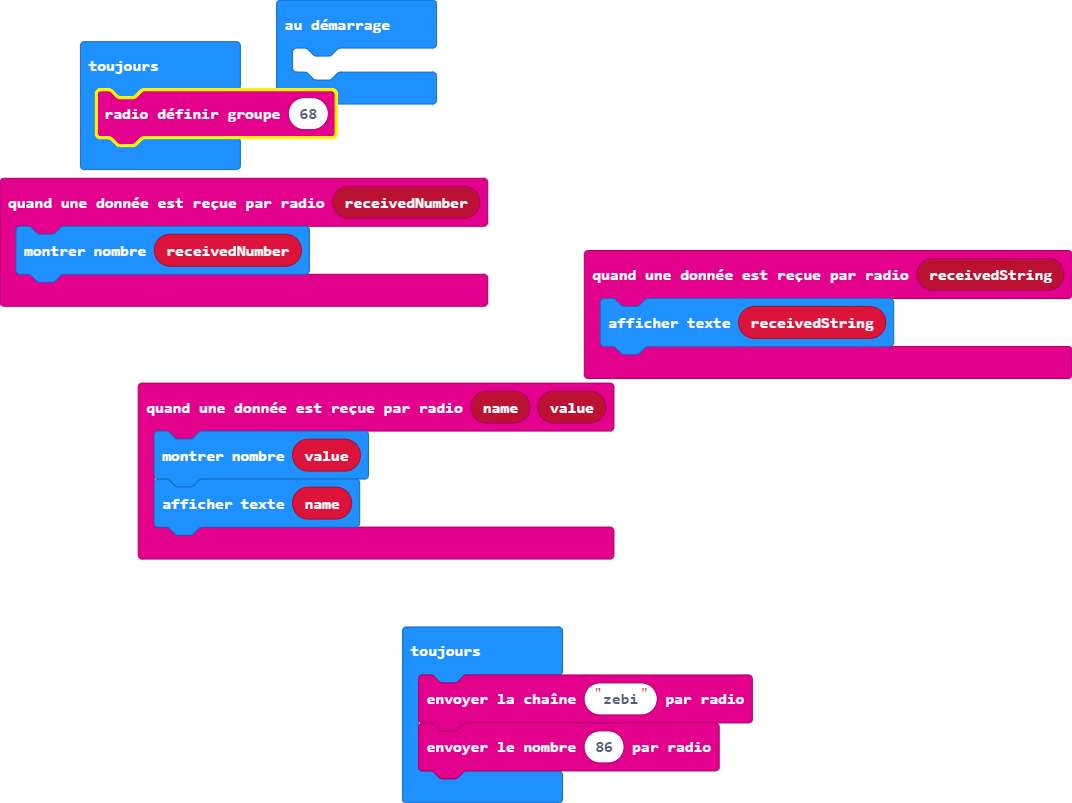 au démarrage
toujours
radio définir groupe 68
quand une donnée est reçue par radio receivedNumber
montrer nombre receivedNumber
quand une donnée est reçue par radio receivedString
afficher texte receivedString
quand une donnée est reçue par radio name value
montrer nombre value
afficher texte name
toujours
envoyer la chaîne "zebi" par radio
envoyer le nombre 86 par radio